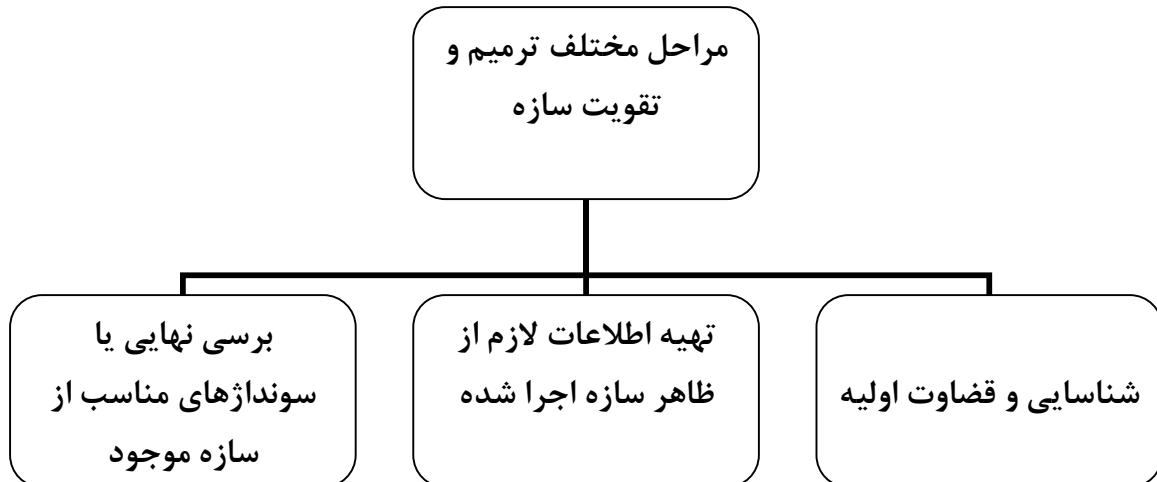 مراحل مختلف ترمیم و
تقویت سازه
شناسایی و قضاوت اولیه
تهیه اطلاعات لازم از
ظاهر سازه اجرا شده
برسی نهایی یا
سونداژهای مناسب از
سازه موجود